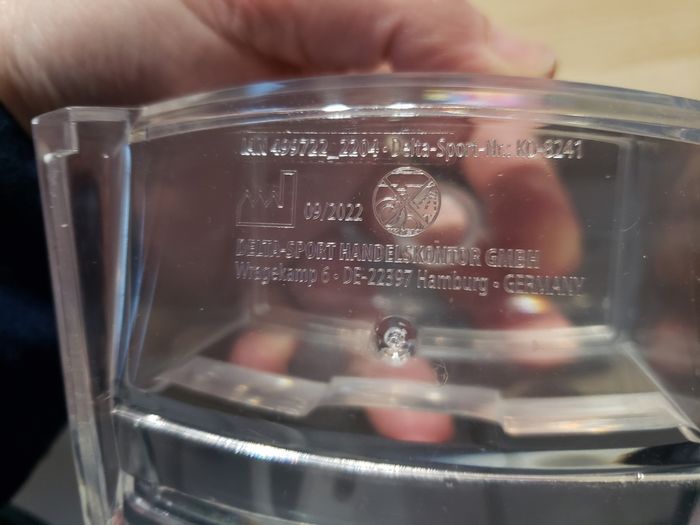 IAN 499722_2204 · Delta-Sport-Nr.: KD-8241
09/2022
DELTA-SPORT HANDELSKONTOR GMBH
Wragekamp 6 · DE-22397 Hamburg · GERMANY